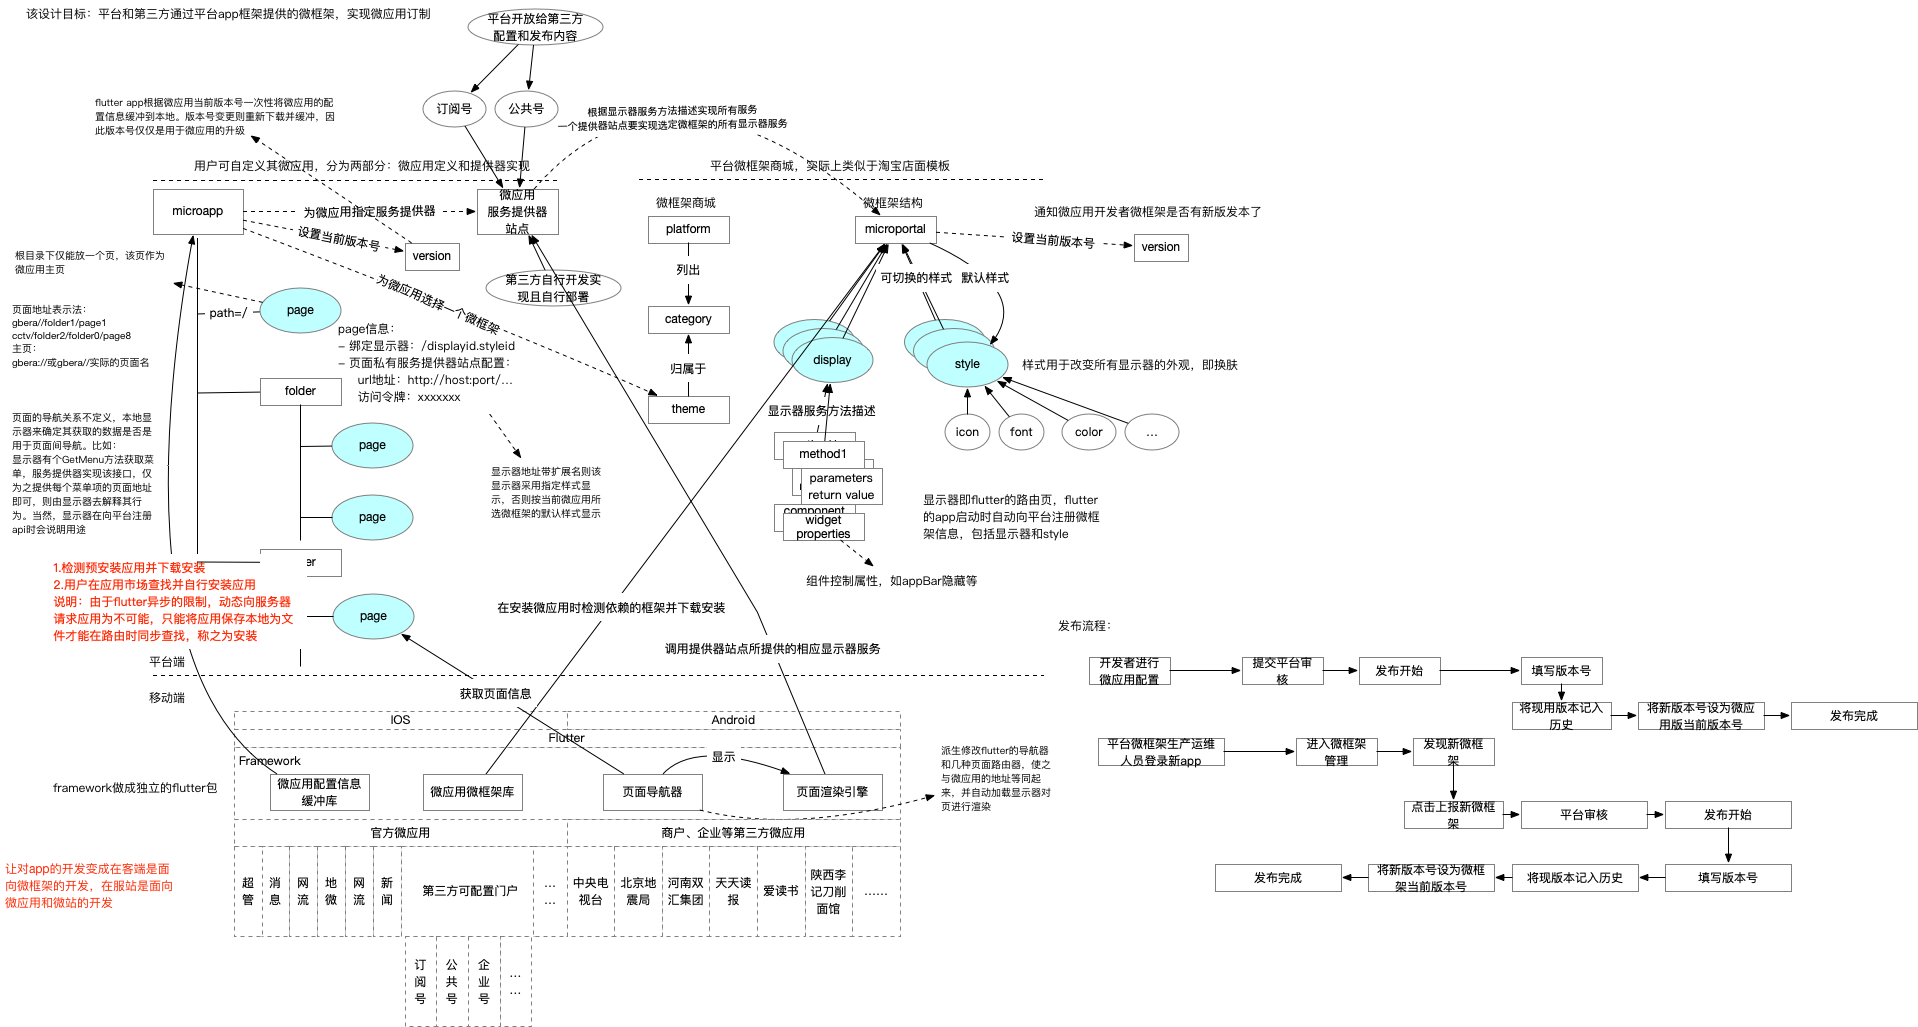 该设计目标：平台和第三方通过平台app框架提供的微框架，实现微应用订制
平台开放给第三方
配置和发布内容
订阅号
公共号
flutter app根据微应用当前版本号一次性将微应用的配
置信息缓冲到本地。版本号变更则重新下载并缓冲，因
此版本号仅仅是用于微应用的升级
根据显示器服务方法描述实现所有服务
一个提供器站点要实现选定微框架的所有显示器服务
用户可自定义其微应用，分为两部分：微应用定义和提供器实现
平台微框架商城，实际上类似于淘宝店面模板
microapp
为微应用指定服务提供器
微应用
服务提供器
站点
设置当前版本号
version
微框架商城
platform
列出
category
归属于
theme
微框架结构
microportal
设置当前版本号
通知微应用开发者微框架是否有新版发本了
version
根目录下仅能放一个页，该页作为
微应用主页
第三方自行开发实
现且自行部署
为微应用选择一个微框架
可切换的样式
默认样式
path=/
page
页面地址表示法：
gbera//folder1/page1
cctv/folder2/folder0/page8
主页：
gbera://或gbera//实际的页面名
page信息：
- 绑定显示器：/displayid.styleid
- 页面私有服务提供器站点配置：
url地址：http://host:port/...
访问令牌：xxxxxxx
display
style
样式用于改变所有显示器的外观，即换肤
folder
显示器服务方法描述
icon
font
color
...
页面的导航关系不定义，本地显
示器来确定其获取的数据是否是
用于页面间导航。比如：
显示器有个GetMenu方法获取菜
单，服务提供器实现该接口，仅
为之提供每个菜单项的页面地址
即可，则由显示器去解释其行
为。当然，显示器在向平台注册
api时会说明用途
page
method1
parameters
return value
component
widget
properties
显示器地址带扩展名则该
显示器采用指定样式显
示，否则按当前微应用所
选微框架的默认样式显示
显示器即flutter的路由页，flutter
的app启动时自动向平台注册微框
架信息，包括显示器和style
page
er
组件控制属性，如appBar隐藏等
1.检测预安装应用并下载安装
2.用户在应用市场查找并自行安装应用
说明：由于flutter异步的限制，动态向服务器
请求应用为不可能，只能将应用保存本地为文
件才能在路由时同步查找，称之为安装
page
在安装微应用时检测依赖的框架并下载安装
调用提供器站点所提供的相应显示器服务
平台端
移动端
获取页面信息
IOS
Android
Flutter
Framework
显示
framework做成独立的flutter包
微应用配置信息
缓冲库
微应用微框架库
页面导航器
页面渲染引擎
派生修改flutter的导航器
和几种页面路由器，使之
与微应用的地址等同起
来，并自动加载显示器对
页进行渲染
官方微应用
商户、企业等第三方微应用
让对app的开发变成在客端是面
向微框架的开发，在服站是面向
微应用和微站的开发
超
管
消
息
网
流
地
微
网
流
新
闻
第三方可配置门户
...
...
中央电
视台
北京地
震局
河南双
汇集团
天天读
报
爱读书
陕西李
记刀削
面馆
......
订
阅
号
公
共
号
企
业
号
...
...
发布流程：
开发者进行
微应用配置
提交平台审
核
发布开始
填写版本号
将现用版本记入
历史
将新版本号设为微应
用版当前版本号
发布完成
平台微框架生产运维
人员登录新app
进入微框架
管理
发现新微框
架
点击上报新微框
架
平台审核
发布开始
发布完成
将新版本号设为微框
架当前版本号
将现版本记入历史
填写版本号